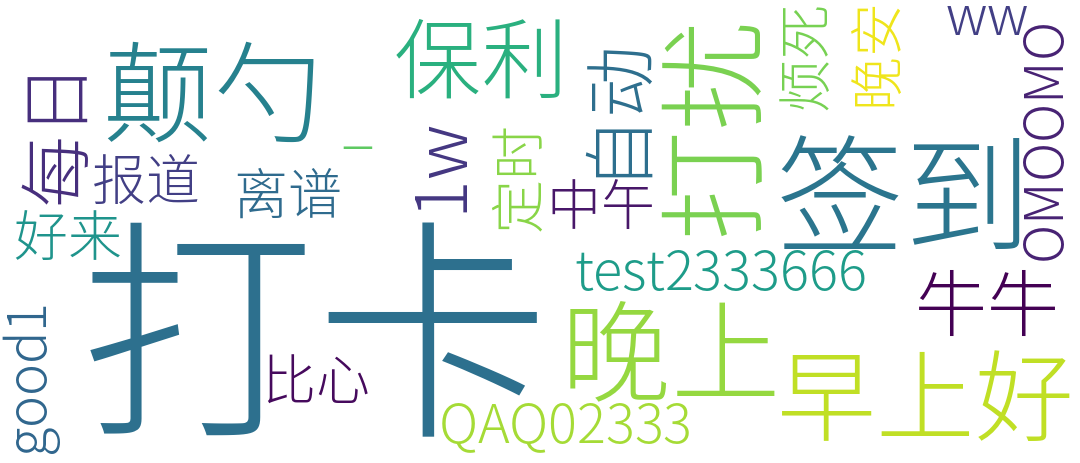 颠勺
保利
自动
打扰
烦死
晚安
ww
OMOOMO
每日
报道
离谱
_
1w
定时
中午
签到
好来
打卡
test2333666
牛牛
good1
比心
晚上
QAQ02333
早上好